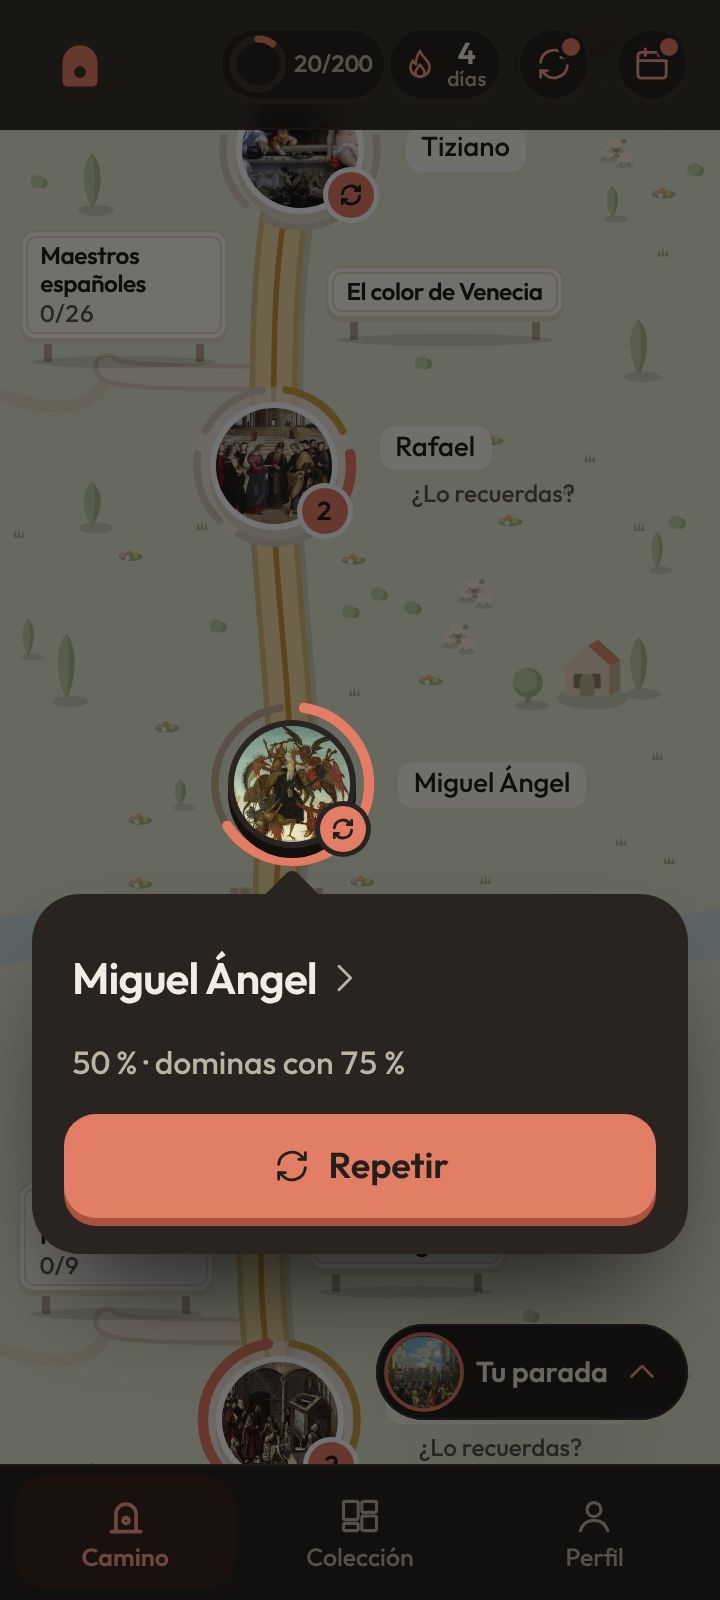 20/200
4
días
Tiziano
Maestros
españoles
0/26
El color de Venecia
Rafael
¿Lo recuerdas?
2
Miguel Ángel
Miguel Ángel
50 % · dominas con 75 %
Repetir
0/9
Tu parada
¿Lo recuerdas?
Camino
Colección
Perfil